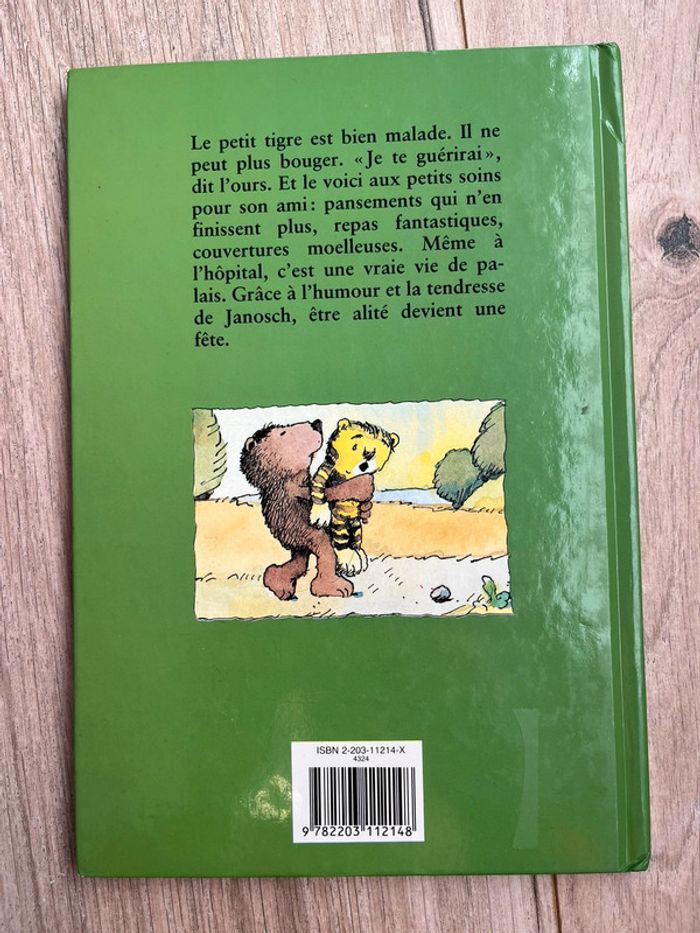 Le petit tigre est bien malade. Il ne
peut plus bouger. «Je te guérirai»,
dit l'ours. Et le voici aux petits soins
pour son ami: pansements qui n'en
finissent plus, repas fantastiques,
couvertures moelleuses. Même à
l'hôpital, c'est une vraie vie de pa-
lais. Grâce à l'humour et la tendresse
de Janosch, être alité devient une
fête.
ISBN 2-203-11214-X
4324
9 782203 112148